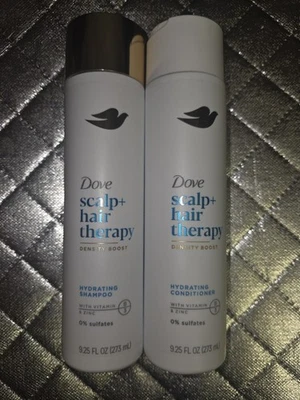 Dove
scalp+
hair
therapy
DENSITY BOOST
HYDRATING
SHAMPOO
WITH VITAMIN
& ZINC
0% sulfates
9.25 FL OZ (273 mL)
Dove
scalp+
hair
therapy
DENSITY BOOST
HYDRATING
CONDITIONER
WITH VITAMIN
& ZINC
0% sulfates
9.25 FL OZ (273 mL)